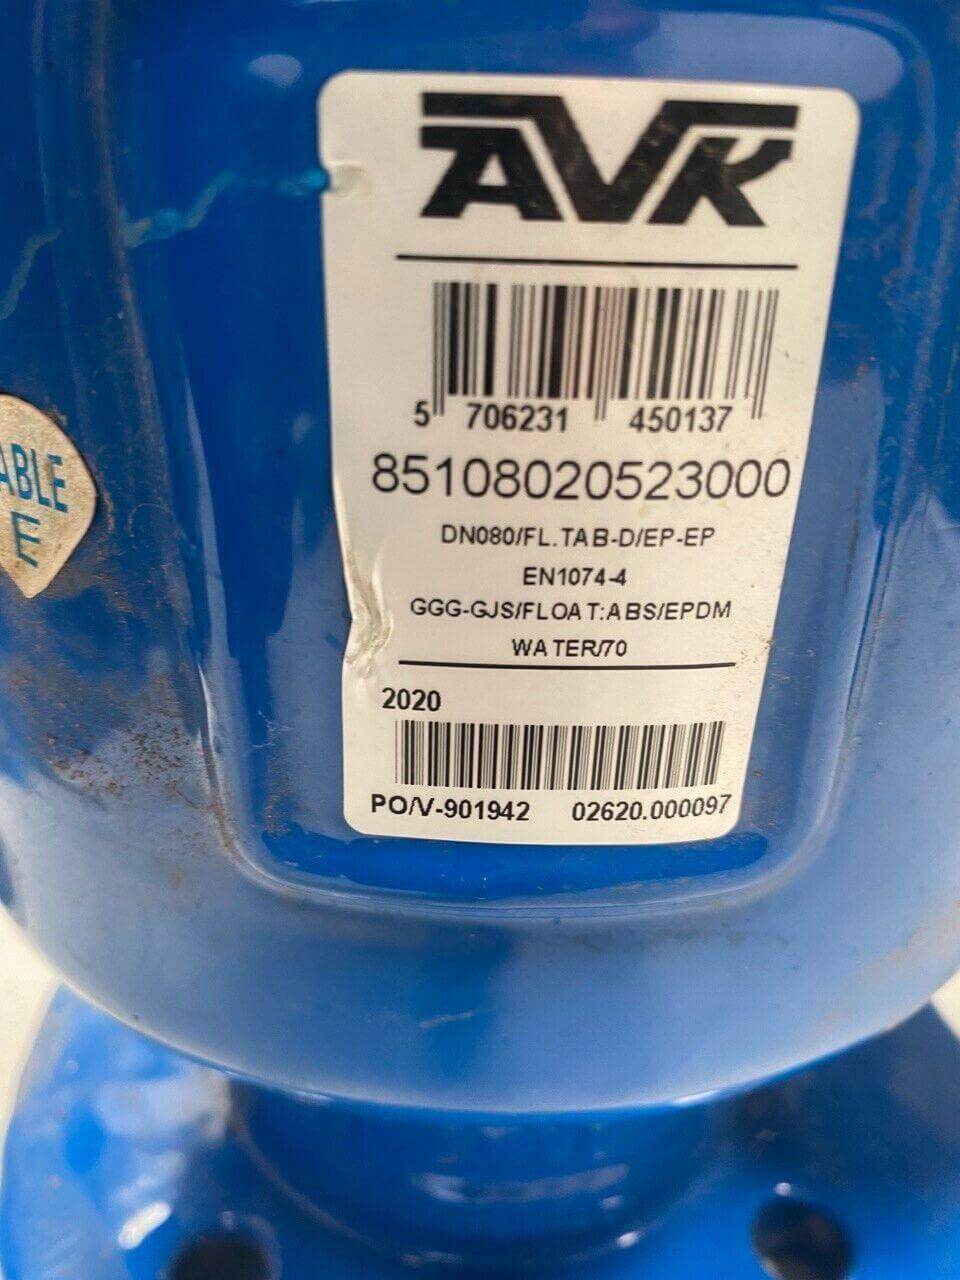 AVK
5 706231 450137
85108020523000
DN080/FL.TAB-D/EP-EP
EN1074-4
GGG-GJS/FLOAT:ABS/EPDM
WATER/70
2020
PO/V-901942 02620.000097
ABLE
E